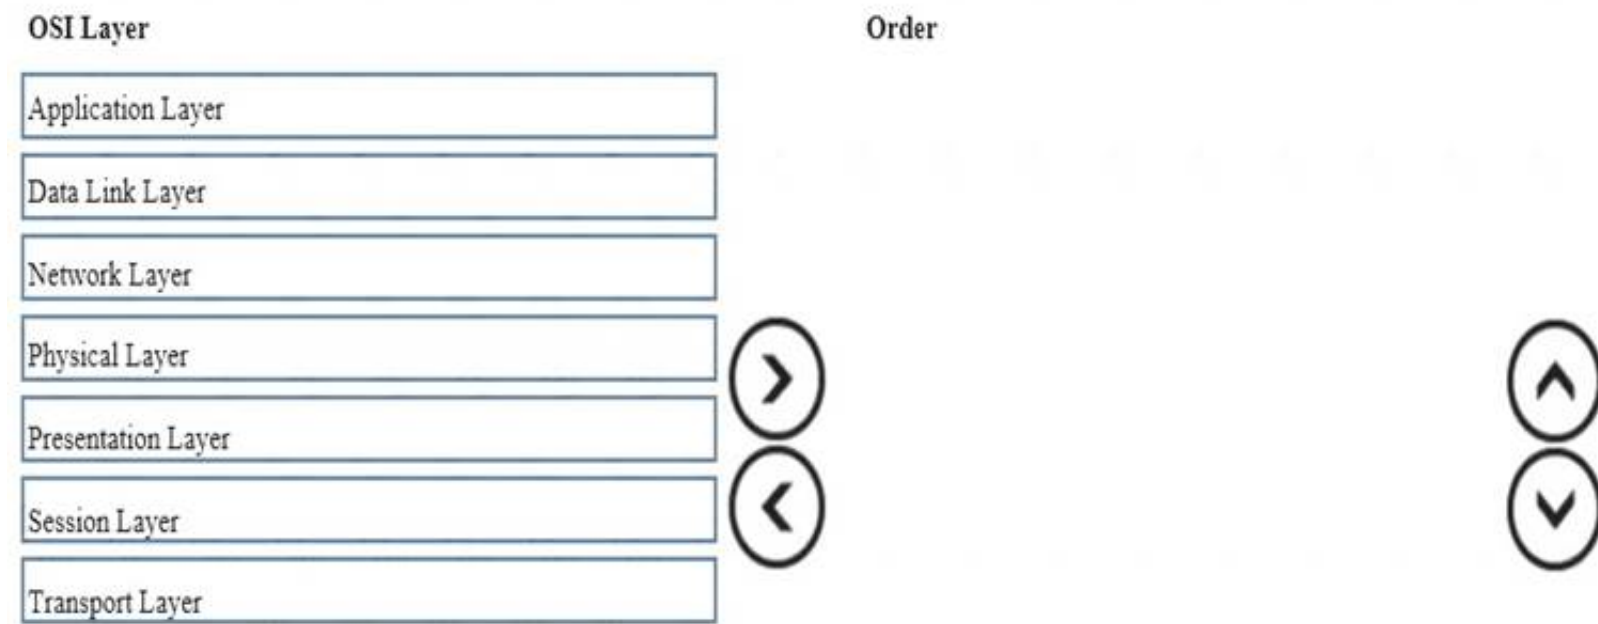 OSI Layer
Order
Application Layer
Data Link Layer
Network Layer
Physical Layer
Presentation Layer
Session Layer
Transport Layer